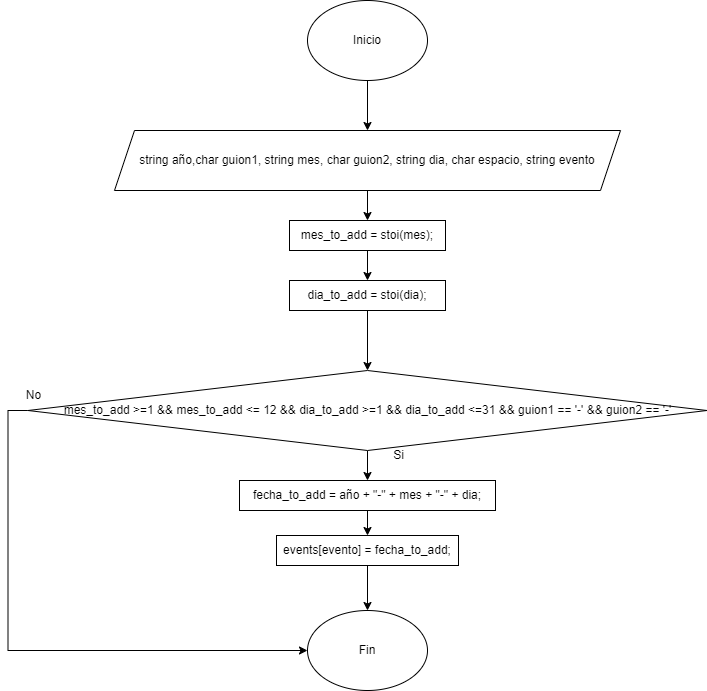 Inicio
string año,char guion1, string mes, char guion2, string dia, char espacio, string evento
mes_to_add = stoi(mes);
dia_to_add = stoi(dia);
No
mes_to_add >=1 && mes_to_add <= 12 && dia_to_add >=1 && dia_to_add <=31 && guion1 == '-' && guion2 == '-'
Si
fecha_to_add = año + "-" + mes + "-" + dia;
events[evento] = fecha_to_add;
Fin